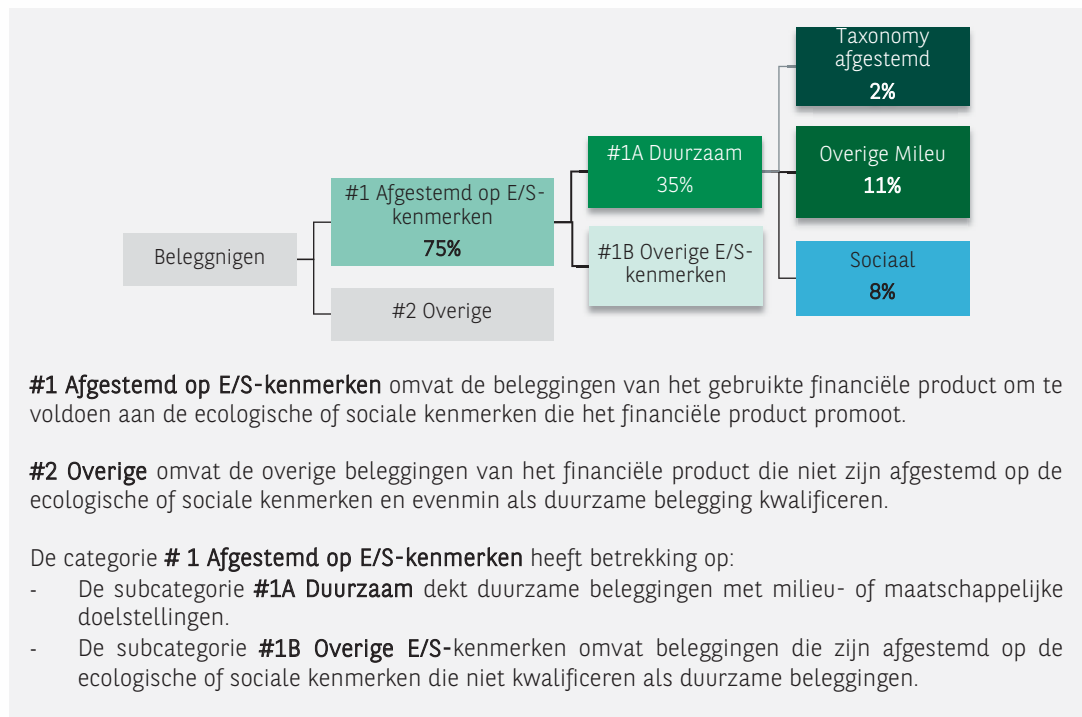 Taxonomy
afgestemd
2%
#1A Duurzaam
35%
Overige Mileu
11%
#1 Afgestemd op E/S-
kenmerken
75%
Beleggnigen
#1B Overige E/S-
kenmerken
Sociaal
8%
#2 Overige
#1 Afgestemd op E/S-kenmerken omvat de beleggingen van het gebruikte financiële product om te
voldoen aan de ecologische of sociale kenmerken die het financiële product promoot.
#2 Overige omvat de overige beleggingen van het financiële product die niet zijn afgestemd op de
ecologische of sociale kenmerken en evenmin als duurzame belegging kwalificeren.
De categorie # 1 Afgestemd op E/S-kenmerken heeft betrekking op:
- De subcategorie #1A Duurzaam dekt duurzame beleggingen met milieu- of maatschappelijke
doelstellingen.
- De subcategorie #1B Overige E/S-kenmerken omvat beleggingen die zijn afgestemd op de
ecologische of sociale kenmerken die niet kwalificeren als duurzame beleggingen.